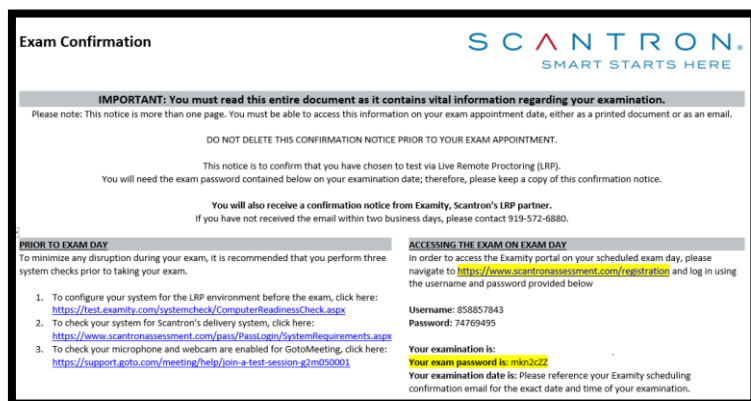 Exam Confirmation
SCANTRON®
SMART STARTS HERE
IMPORTANT: You must read this entire document as it contains vital information regarding your examination.
Please note: This notice is more than one page. You must be able to access this information on your exam appointment date, either as a printed document or as an email.
DO NOT DELETE THIS CONFIRMATION NOTICE PRIOR TO YOUR EXAM APPOINTMENT.
This notice is to confirm that you have chosen to test via Live Remote Proctoring (LRP).
You will need the exam password contained below on your examination date; therefore, please keep a copy of this confirmation notice.
You will also receive a confirmation notice from Examity, Scantron's LRP partner.
If you have not received the email within two business days, please contact 919-572-6880.
PRIOR TO EXAM DAY
To minimize any disruption during your exam, it is recommended that you perform three
system checks prior to taking your exam.
1. To configure your system for the LRP environment before the exam, click here:
https://test.examity.com/systemcheck/ComputerReadinessCheck.aspx
2. To check your system for Scantron's delivery system, click here:
https://www.scantronassessment.com/pass/PassLogin/SystemRequirements.aspx
3. To check your microphone and webcam are enabled for GotoMeeting, click here:
https://support.goto.com/meeting/help/join-a-test-session-g2m050001
ACCESSING THE EXAM ON EXAM DAY
In order to access the Examity portal on your scheduled exam day, please
navigate to https://www.scantronassessment.com/registration and log in using
the username and password provided below
Username: 858857843
Password: 74769495
Your examination is:
Your exam password is: mkn2cZZ
Your examination date is: Please reference your Examity scheduling
confirmation email for the exact date and time of your examination.